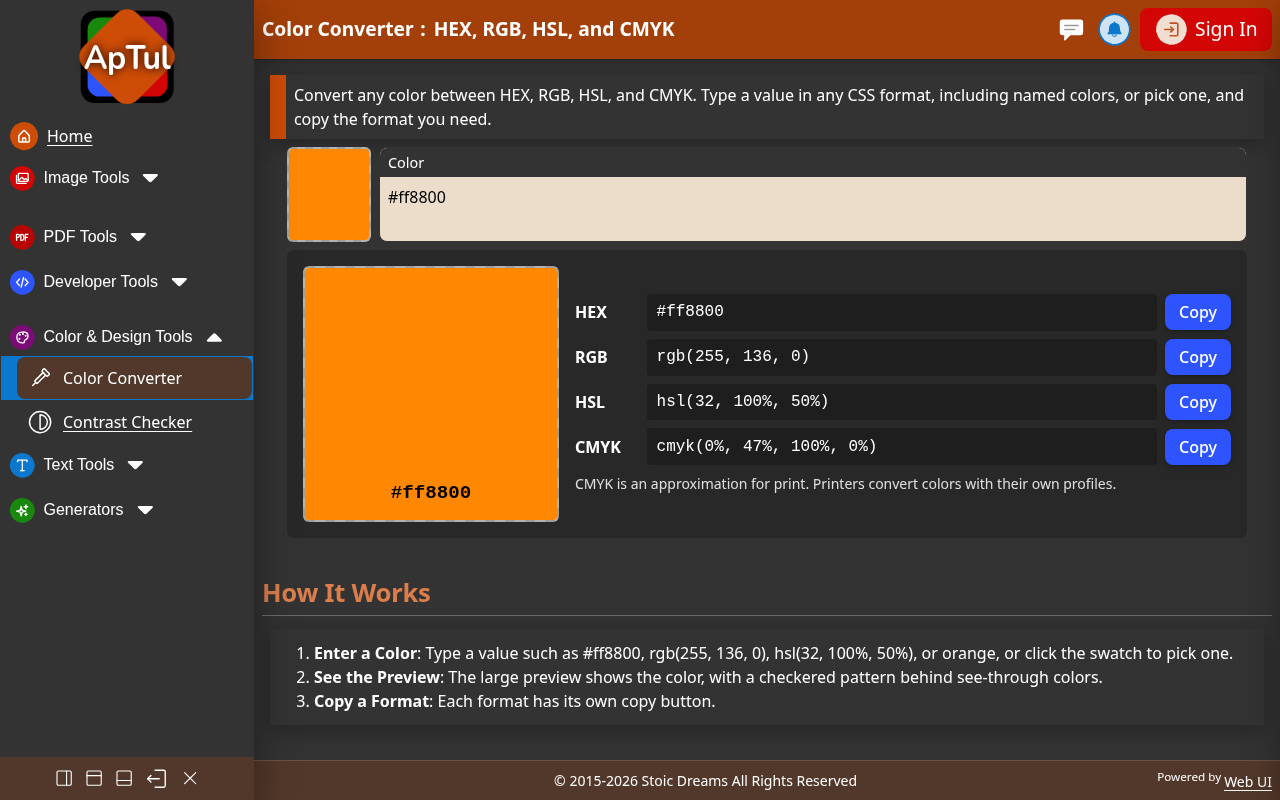 ApTul
Home
Image Tools
PDF
PDF Tools
Developer Tools
Color & Design Tools
Color Converter
Contrast Checker
Text Tools
Generators
Color Converter : HEX, RGB, HSL, and CMYK
Sign In
Convert any color between HEX, RGB, HSL, and CMYK. Type a value in any CSS format, including named colors, or pick one, and
copy the format you need.
Color
#ff8800
#ff8800
HEX #ff8800 Copy
RGB rgb(255, 136, 0) Copy
HSL hsl(32, 100%, 50%) Copy
CMYK cmyk(0%, 47%, 100%, 0%) Copy
CMYK is an approximation for print. Printers convert colors with their own profiles.
How It Works
1. Enter a Color: Type a value such as #ff8800, rgb(255, 136, 0), hsl(32, 100%, 50%), or orange, or click the swatch to pick one.
2. See the Preview: The large preview shows the color, with a checkered pattern behind see-through colors.
3. Copy a Format: Each format has its own copy button.
© 2015-2026 Stoic Dreams All Rights Reserved
Powered by Web UI